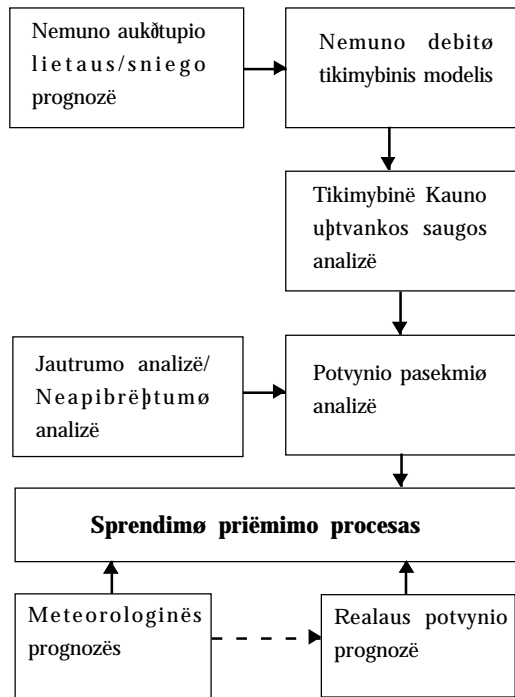 Nemuno aukðtupio
lietaus/sniego
prognozë
Nemuno debitø
tikimybinis modelis
Tikimybinë Kauno
uþtvankos saugos
analizë
Jautrumo analizë/
Neapibrëþtumø
analizë
Potvynio pasekmiø
analizë
Sprendimø priëmimo procesas
Meteorologinës
prognozës
Realaus potvynio
prognozë